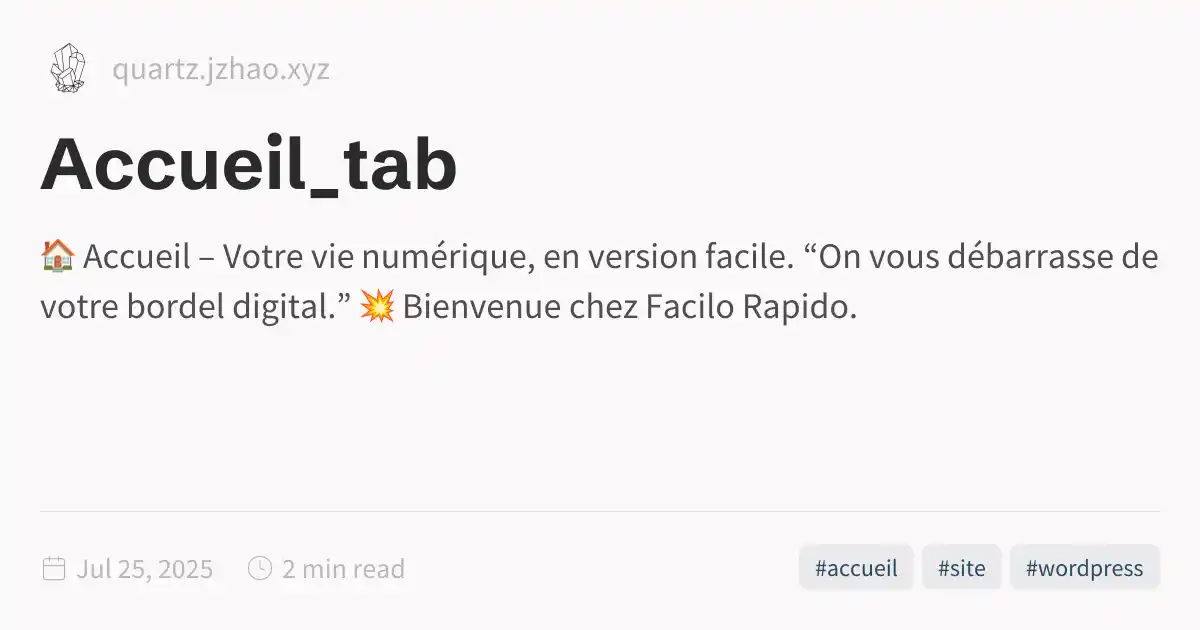 quartz.jzhao.xyz
Accueil_tab
🏠 Accueil – Votre vie numérique, en version facile. “On vous débarrasse de
votre bordel digital.” 💥 Bienvenue chez Facilo Rapido.
Jul 25, 2025 2 min read #accueil #site #wordpress